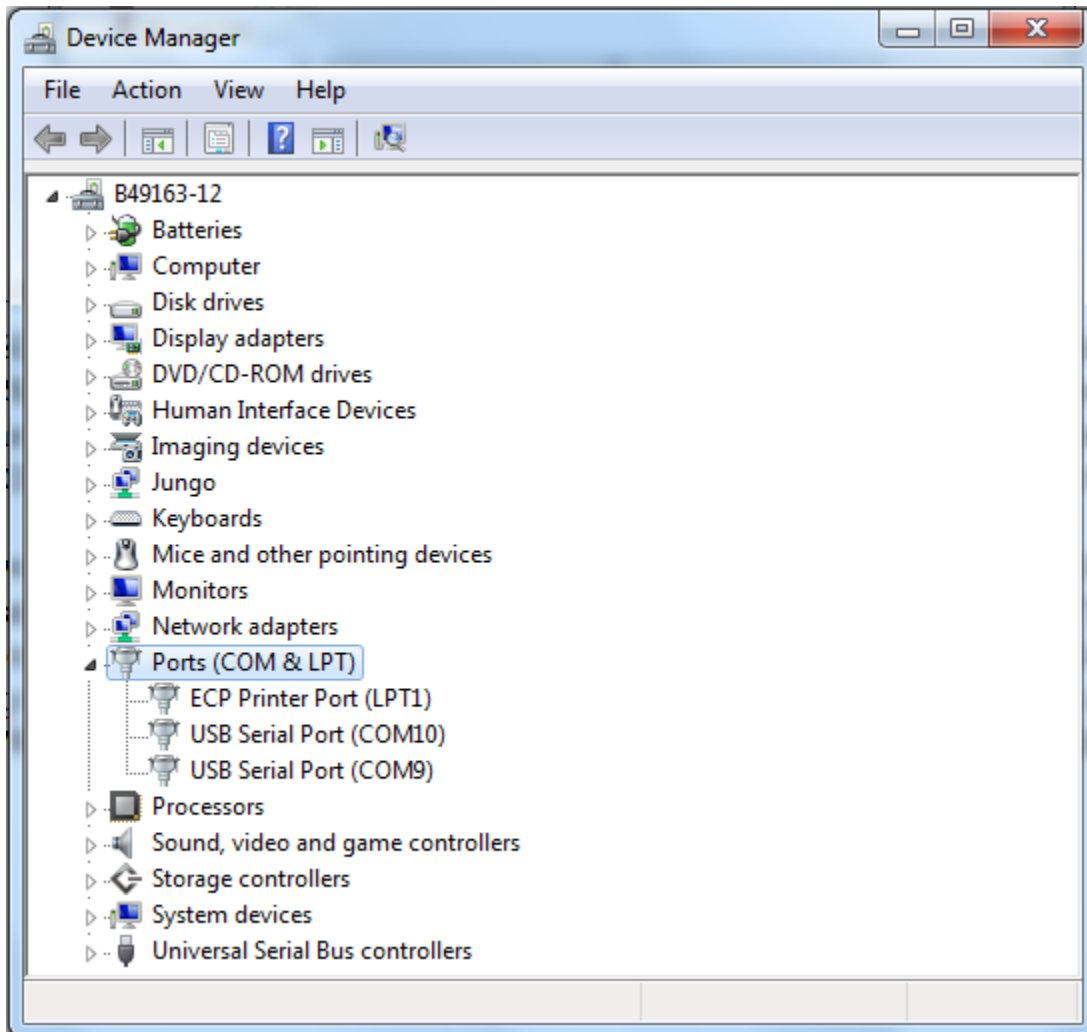 Device Manager
File Action View Help
B49163-12
Batteries
Computer
Disk drives
Display adapters
DVD/CD-ROM drives
Human Interface Devices
Imaging devices
Jungo
Keyboards
Mice and other pointing devices
Monitors
Network adapters
Ports (COM & LPT)
ECP Printer Port (LPT1)
USB Serial Port (COM10)
USB Serial Port (COM9)
Processors
Sound, video and game controllers
Storage controllers
System devices
Universal Serial Bus controllers